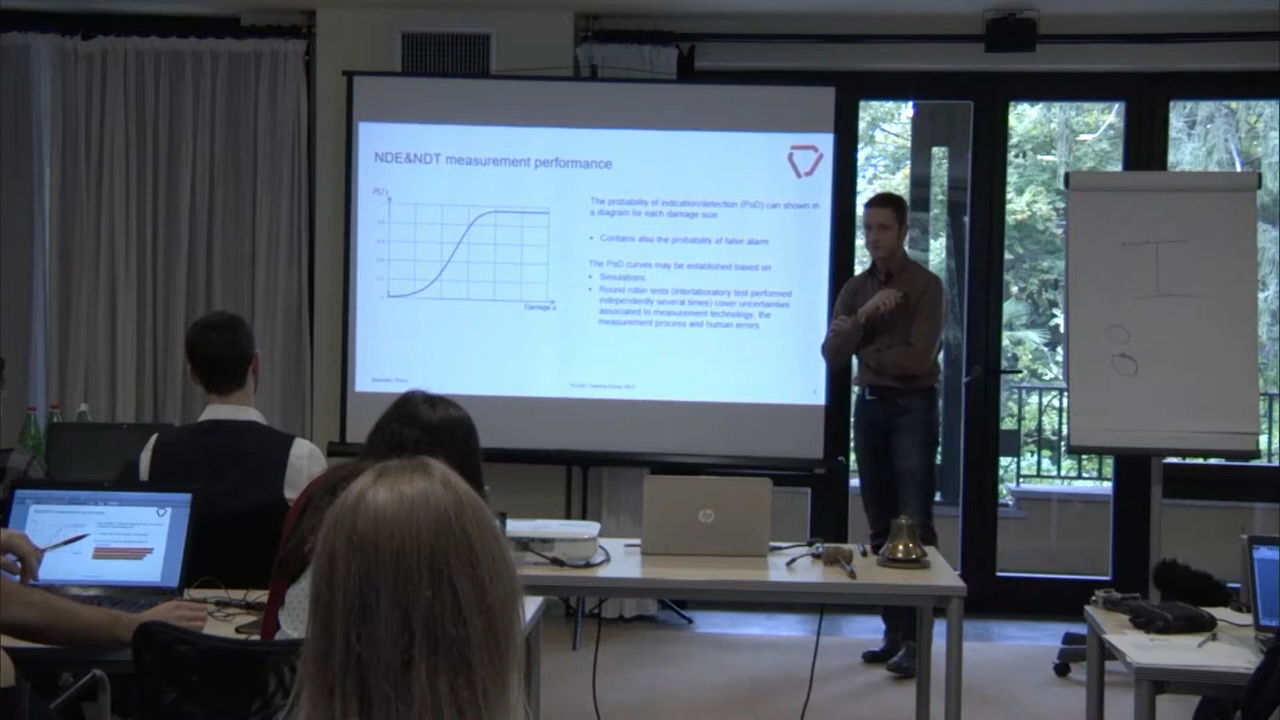 NDE&NDT measurement performance
The probability of indication/detection (PoD) can shown in
a diagram for each damage size.
• Contains also the probability of false alarm
The PoD curves may be established based on
• Simulations
• Round robin tests (interlaboratory test performed
independently several times) cover uncertainties
associated to measurement technology, the
measurement process and human errors
Damage
hp